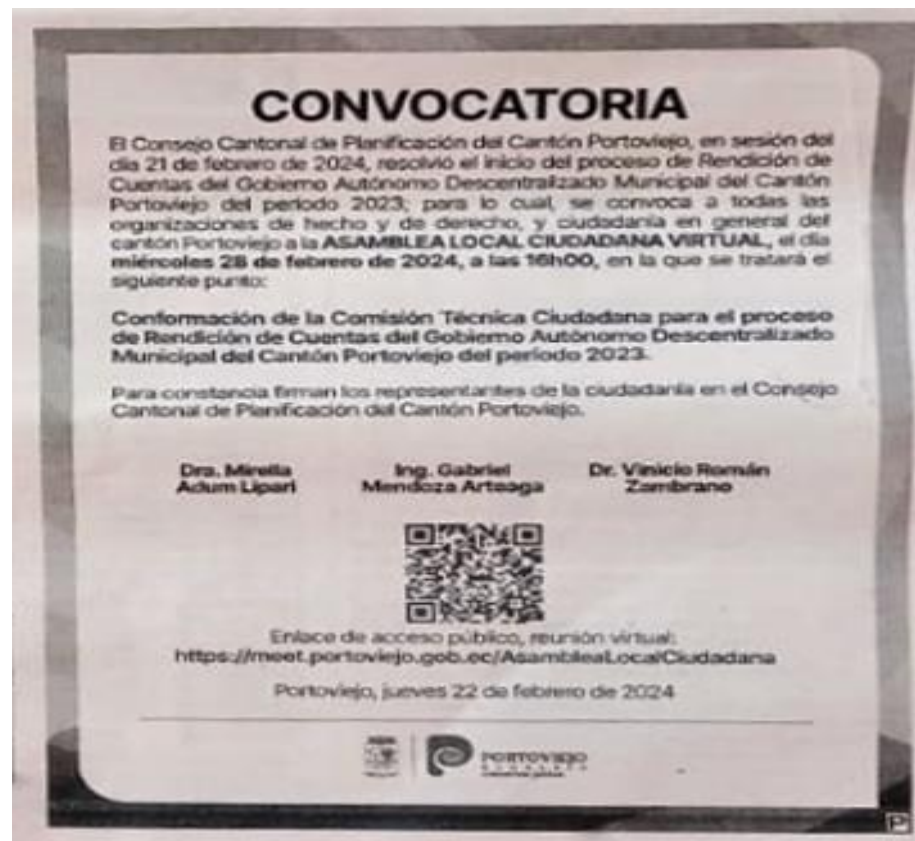 CONVOCATORIA
El Consejo Cantonal de Planificación del Cantón Portoviejo, en sesión del
día 21 de febrero de 2024, resolvió el inicio del proceso de Rendición de
Cuentas del Gobierno Autónomo Descentralizado Municipal del Cantón
Portoviejo del período 2023; para lo cual, se convoca a todas las
organizaciones de hecho y de derecho, y ciudadanía en general del
cantón Portoviejo a la ASAMBLEA LOCAL CIUDADANA VIRTUAL, el día
miércoles 28 de febrero de 2024, a las 16h00, en la que se tratará el
siguiente punto:
Conformación de la Comisión Técnica Ciudadana para el proceso
de Rendición de Cuentas del Gobierno Autónomo Descentralizado
Municipal del Cantón Portoviejo del período 2023.
Para constancia firman los representantes de la ciudadanía en el Consejo
Cantonal de Planificación del Cantón Portoviejo.
Dra. Mirella Adum Lipari
Ing. Gabriel Mendoza Arteaga
Dr. Vinicio Román Zambrano
Enlace de acceso público, reunión virtual:
https://meet.portoviejo.gob.ec/AsambleaLocalCiudadana
Portoviejo, jueves 22 de febrero de 2024
PORTOVIEJO
P